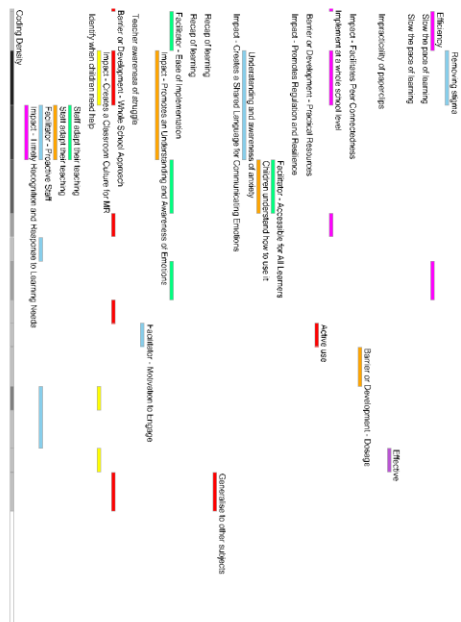 Removing stigma
Efficiency
Slow the pace of learning
Slow the pace of learning
Effective
Impracticality of paperclips
Barrier or Development - Dosage
Impact - Facilitates Peer Connectedness
Implement at a whole school level
Active use
Barrier or Development - Practical Resources
Impact - Promotes Regulation and Resilience
Facilitator - Accessible for All Learners
Children understand how to use it
Understanding and awareness of anxiety
Impact - Creates a Shared Language for Communicating Emotions
Generalise to other subjects
Recap of learning
Recap of learning
Facilitator - Ease of Implementation
Impact - Promotes an Understanding and Awareness of Emotions
Facilitator - Motivation to Engage
Teacher awareness of struggle
Barrier or Development - Whole School Approach
Impact - Creates a Classroom Culture for MR
Identify when children need help
Staff adapt their teaching
Staff adapt their teaching
Facilitator - Proactive Staff
Impact - Timely Recognition and Response to Learning Needs
Coding Density